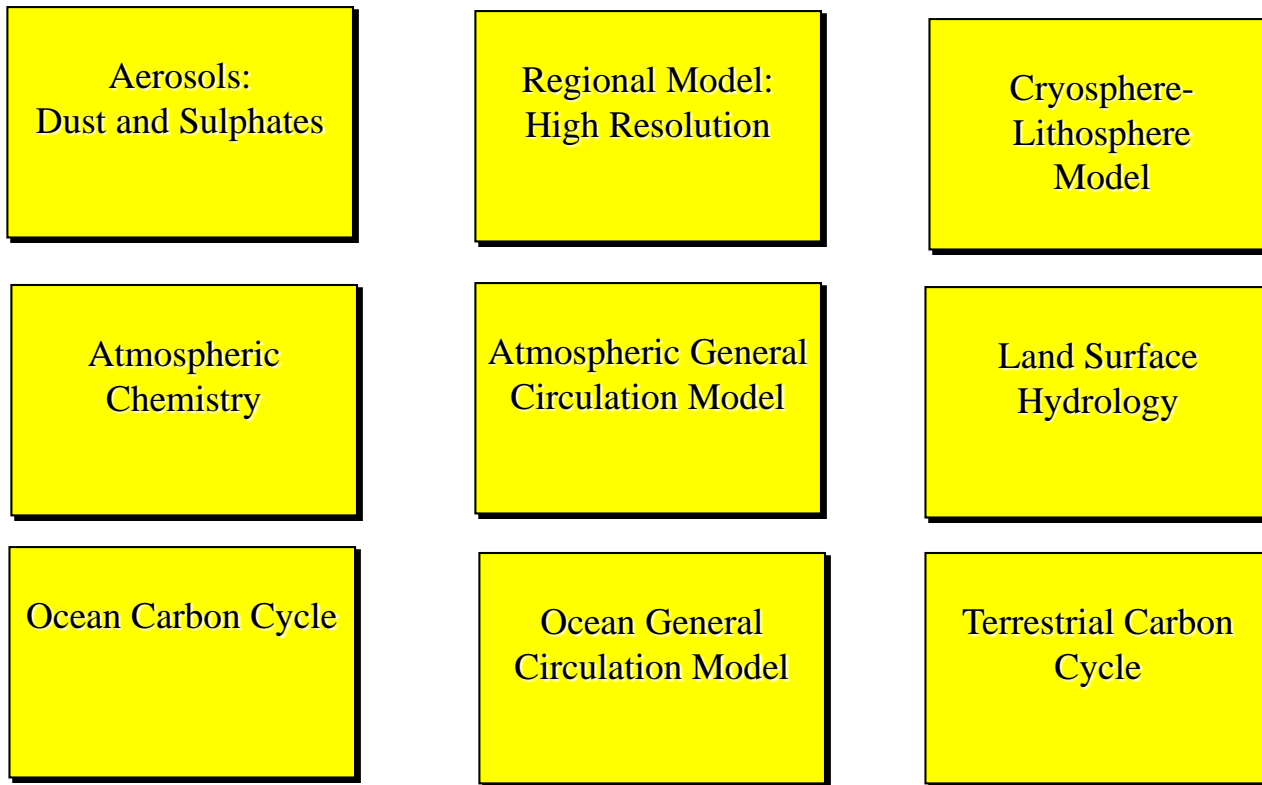 Aerosols:
Dust and Sulphates
Regional Model:
High Resolution
Cryosphere-
Lithosphere
Model
Atmospheric
Chemistry
Atmospheric General
Circulation Model
Land Surface
Hydrology
Ocean Carbon Cycle
Ocean General
Circulation Model
Terrestrial Carbon
Cycle